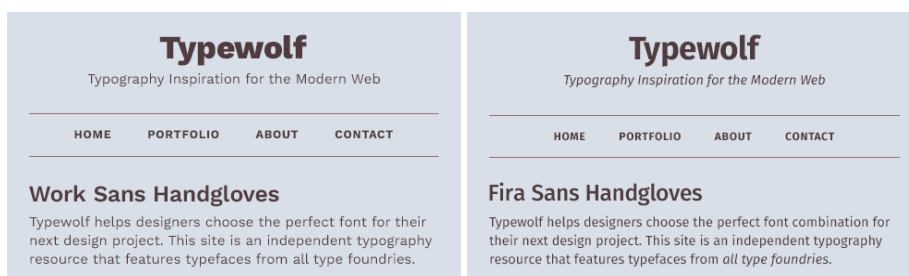 Typewolf
Typography Inspiration for the Modern Web
HOME PORTFOLIO ABOUT CONTACT
Work Sans Handgloves
Typewolf helps designers choose the perfect font for their
next design project. This site is an independent typography
resource that features typefaces from all type foundries.
Typewolf
Typography Inspiration for the Modern Web
HOME PORTFOLIO ABOUT CONTACT
Fira Sans Handgloves
Typewolf helps designers choose the perfect font combination for
their next design project. This site is an independent typography
resource that features typefaces from all type foundries.